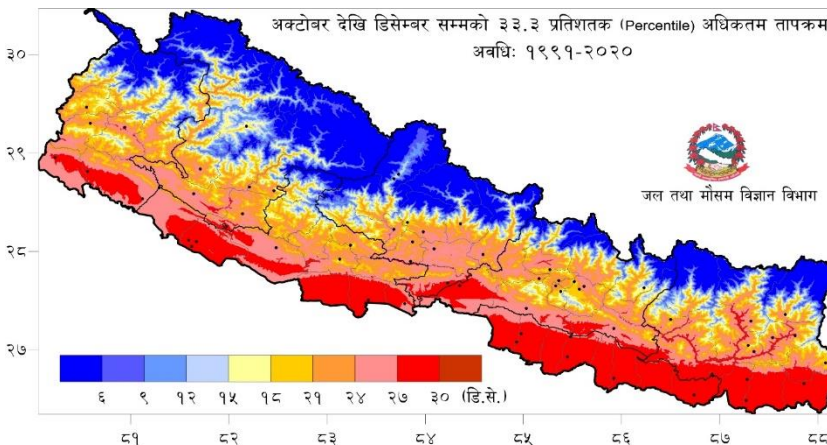 अक्टोबर देखि डिसेम्बर सम्मको ३३.३ प्रतिशतक (Percentile) अधिकतम तापक्रम
अवधिः १९९१-२०२०
३०
२९
जल तथा मौसम विज्ञान विभाग
२८
२७
६ ९ १२ १५ १८ २१ २४ २७ ३० (डि.से.)
८१ ८२ ८३ ८४ ८५ ८६ ८७ ८८